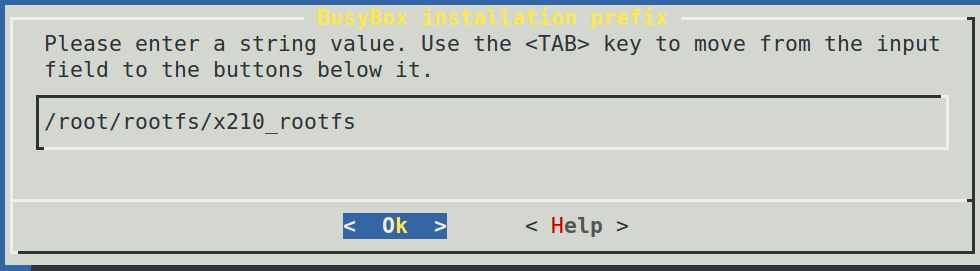 BusyBox installation prefix
Please enter a string value. Use the <TAB> key to move from the input
field to the buttons below it.
/root/rootfs/x210_rootfs
<  Ok  > < Help >